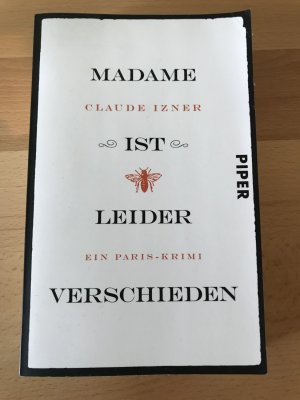 MADAME
CLAUDE IZNER
IST
LEIDER
EIN PARIS-KRIMI
VERSCHIEDEN
PIPER